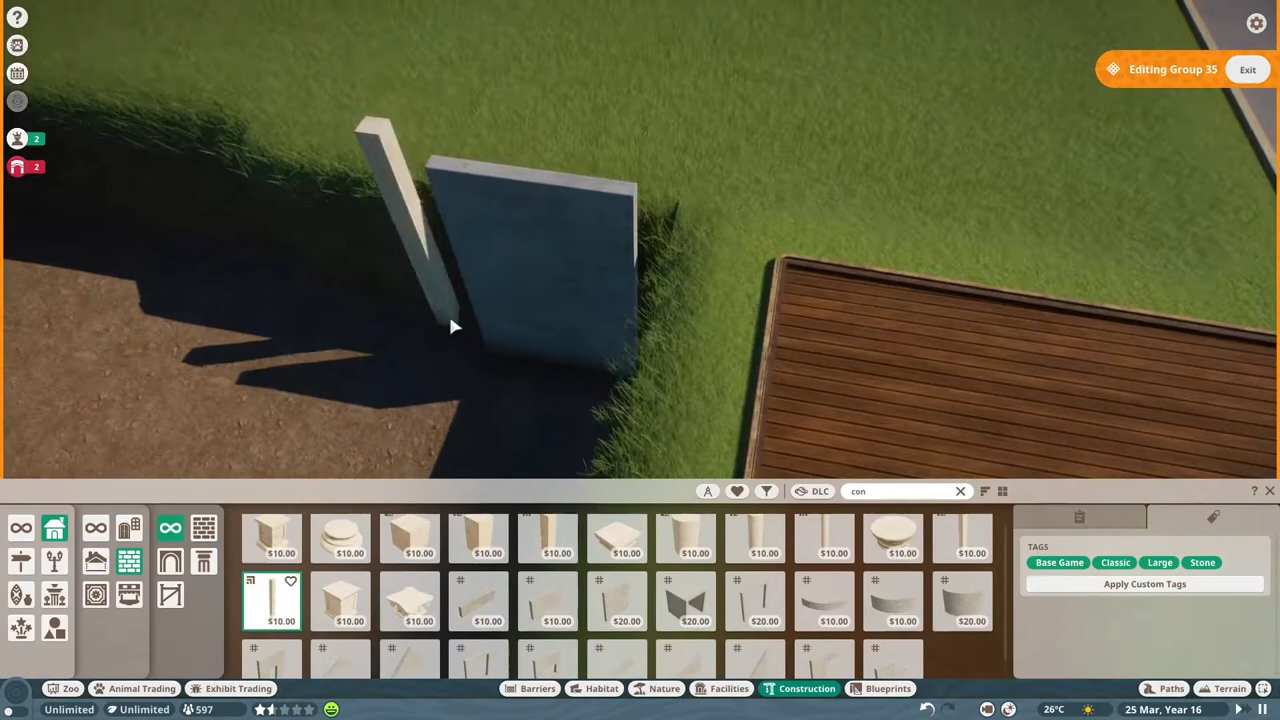 ?
Editing Group 35
Exit
2
2
DLC
con
?
$10.00 $10.00 $10.00 $10.00 $10.00 $10.00 $10.00 $10.00 $10.00 $10.00 $10.00
$10.00 $10.00 $10.00 $10.00 $10.00 $20.00 $20.00 $20.00 $10.00 $10.00 $20.00
TAGS
Base Game Classic Large Stone
Apply Custom Tags
Zoo Animal Trading Exhibit Trading Barriers Habitat Nature Facilities Construction Blueprints Paths Terrain
Unlimited Unlimited 597 26°C 25 Mar, Year 16